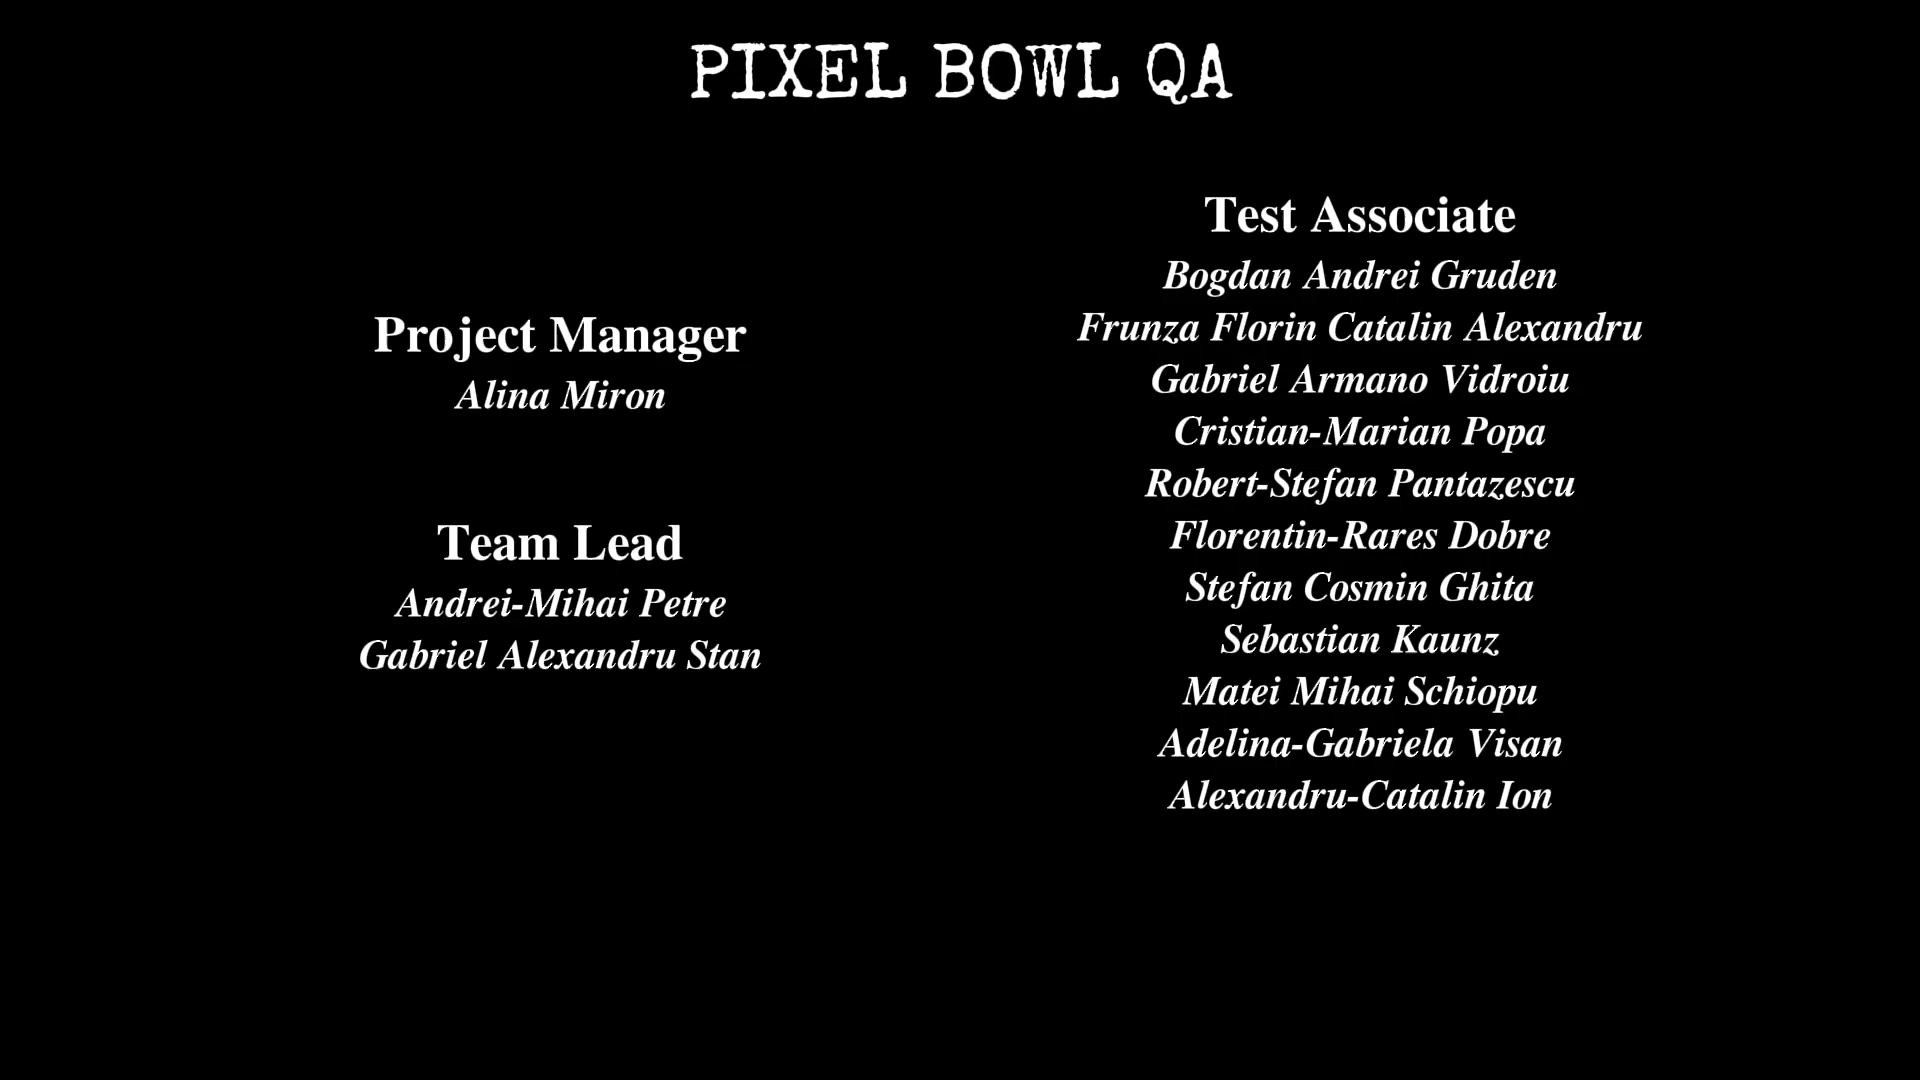 PIXEL BOWL QA
Project Manager
Alina Miron
Team Lead
Andrei-Mihai Petre
Gabriel Alexandru Stan
Test Associate
Bogdan Andrei Gruden
Frunza Florin Catalin Alexandru
Gabriel Armano Vidroiu
Cristian-Marian Popa
Robert-Stefan Pantazescu
Florentin-Rares Dobre
Stefan Cosmin Ghita
Sebastian Kaunz
Matei Mihai Schiopu
Adelina-Gabriela Visan
Alexandru-Catalin Ion